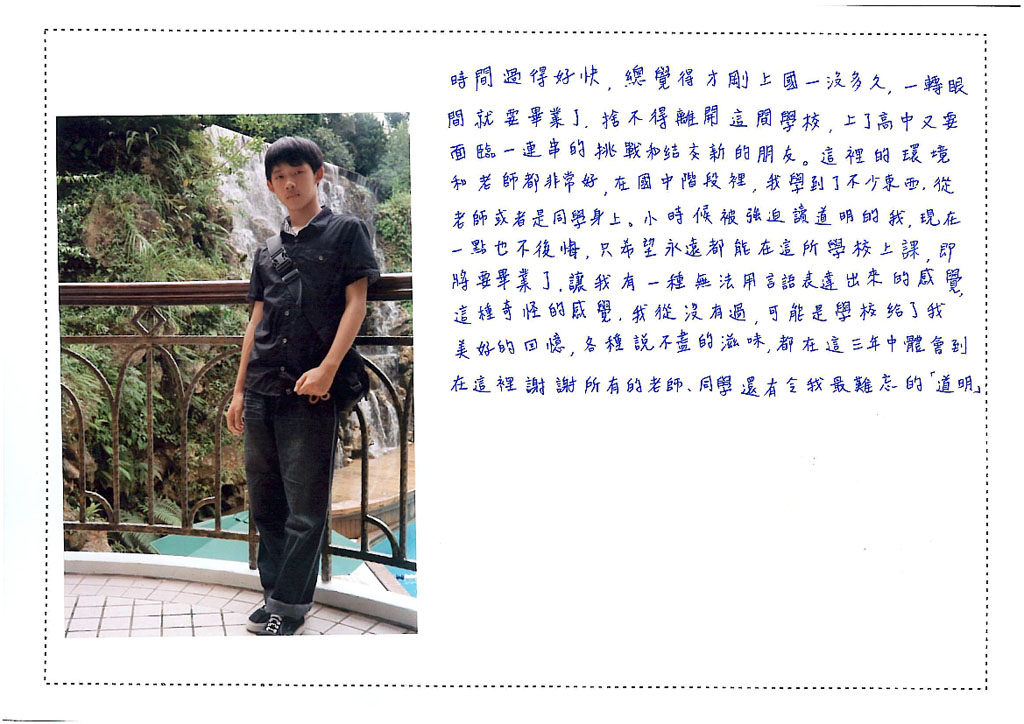 時間過得好快，總覺得才剛上國一沒多久，一轉眼
間就要畢業了，捨不得離開這間學校，上了高中又要
面臨一連串的挑戰和結交新的朋友。這裡的環境
和老師都非常好，在國中階段裡，我學到了不少東西，從
老師或者是同學身上。小時候被強迫讀道明的我，現在
一點也不後悔，只希望永遠都能在這所學校上課，即
將要畢業了，讓我有一種無法用言語表達出來的感覺，
這種奇怪的感覺，我從沒有過，可能是學校給了我
美好的回憶，各種說不盡的滋味，都在這三年中體會到
在這裡謝謝所有的老師、同學還有令我最難忘的「道明」